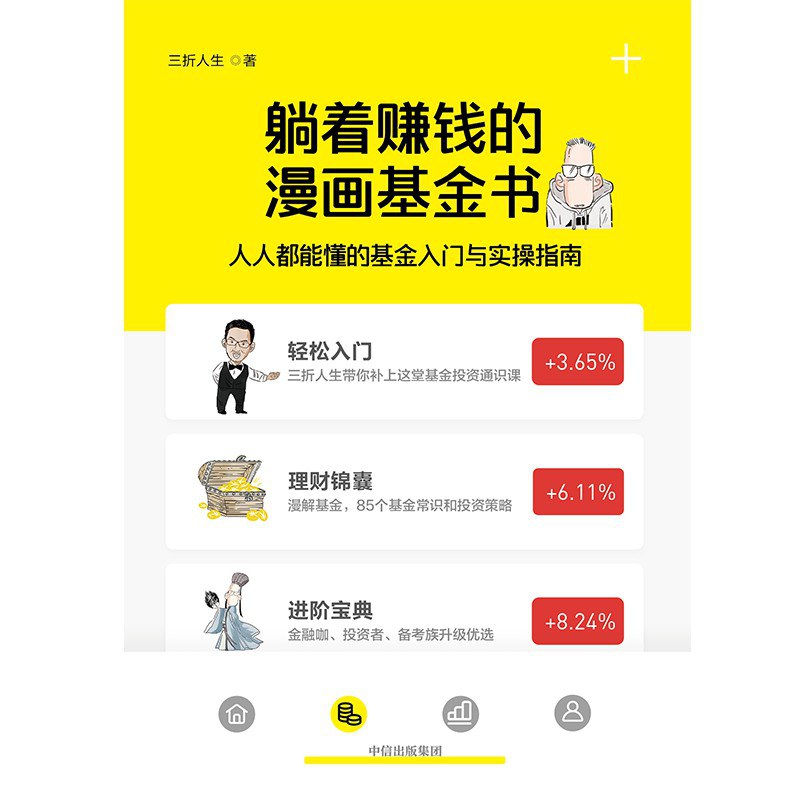 三折人生 ◎著
躺着赚钱的
漫画基金书
人人都能懂的基金入门与实操指南
轻松入门
三折人生带你补上这堂基金投资通识课
+3.65%
理财锦囊
漫解基金，85个基金常识和投资策略
+6.11%
进阶宝典
金融咖、投资者、备考族升级优选
+8.24%
中信出版集团